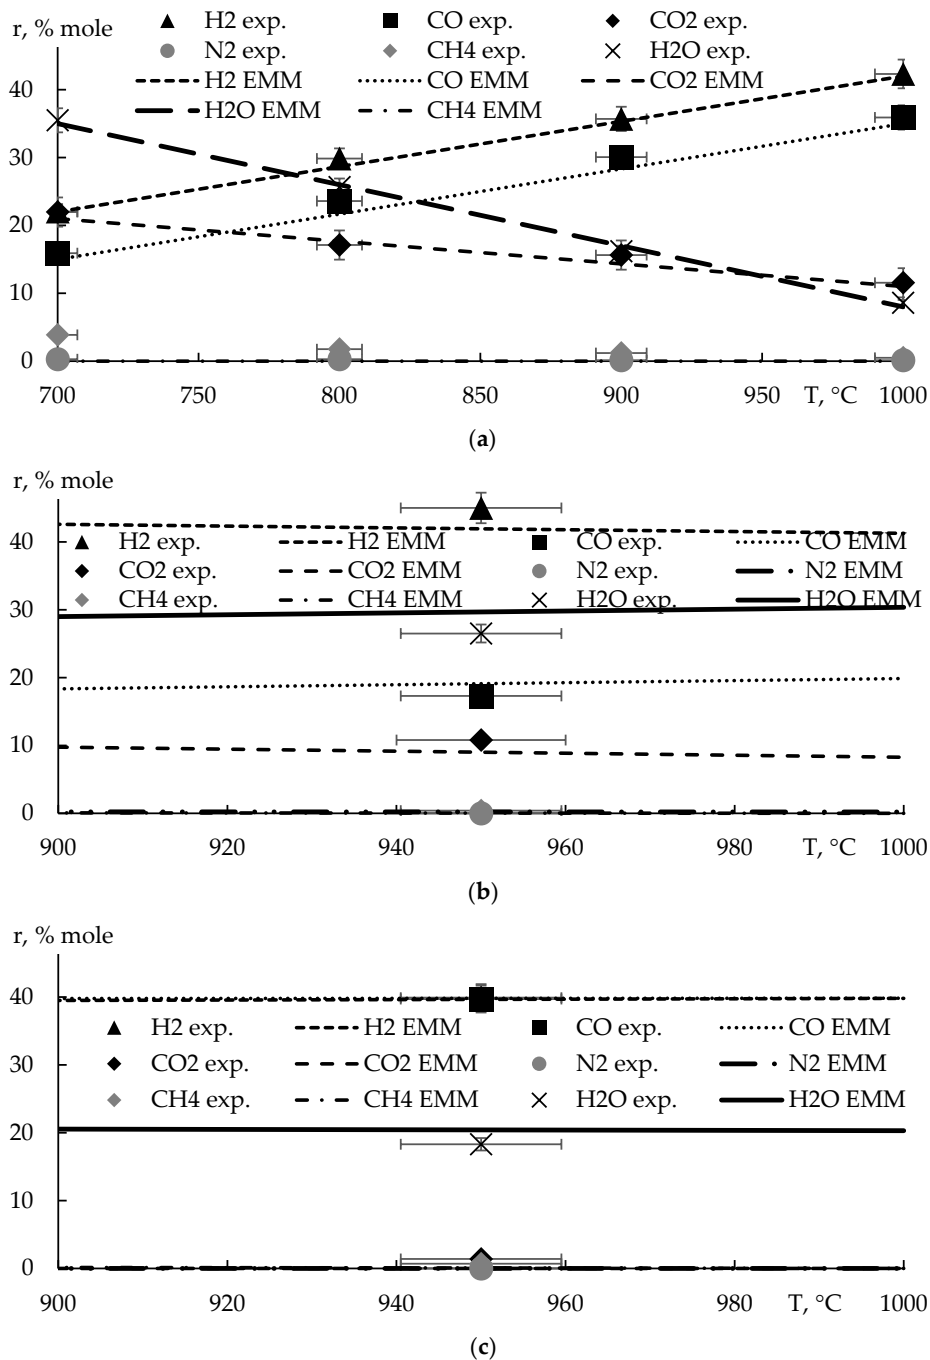 r, % mole
H2 exp. CO exp. CO2 exp.
N2 exp. CH4 exp. H2O exp.
H2 EMM CO EMM CO2 EMM
H2O EMM CH4 EMM
40
30
20
10
0
700 750 800 850 900 950 T, °C 1000
(a)
r, % mole
40
H2 exp. H2 EMM CO exp. CO EMM
CO2 exp. CO2 EMM N2 exp. N2 EMM
CH4 exp. CH4 EMM H2O exp. H2O EMM
30
20
10
0
900 920 940 960 980 T, °C 1000
(b)
r, % mole
40
H2 exp. H2 EMM CO exp. CO EMM
CO2 exp. CO2 EMM N2 exp. N2 EMM
CH4 exp. CH4 EMM H2O exp. H2O EMM
30
20
10
0
900 920 940 960 980 T, °C 1000
(c)